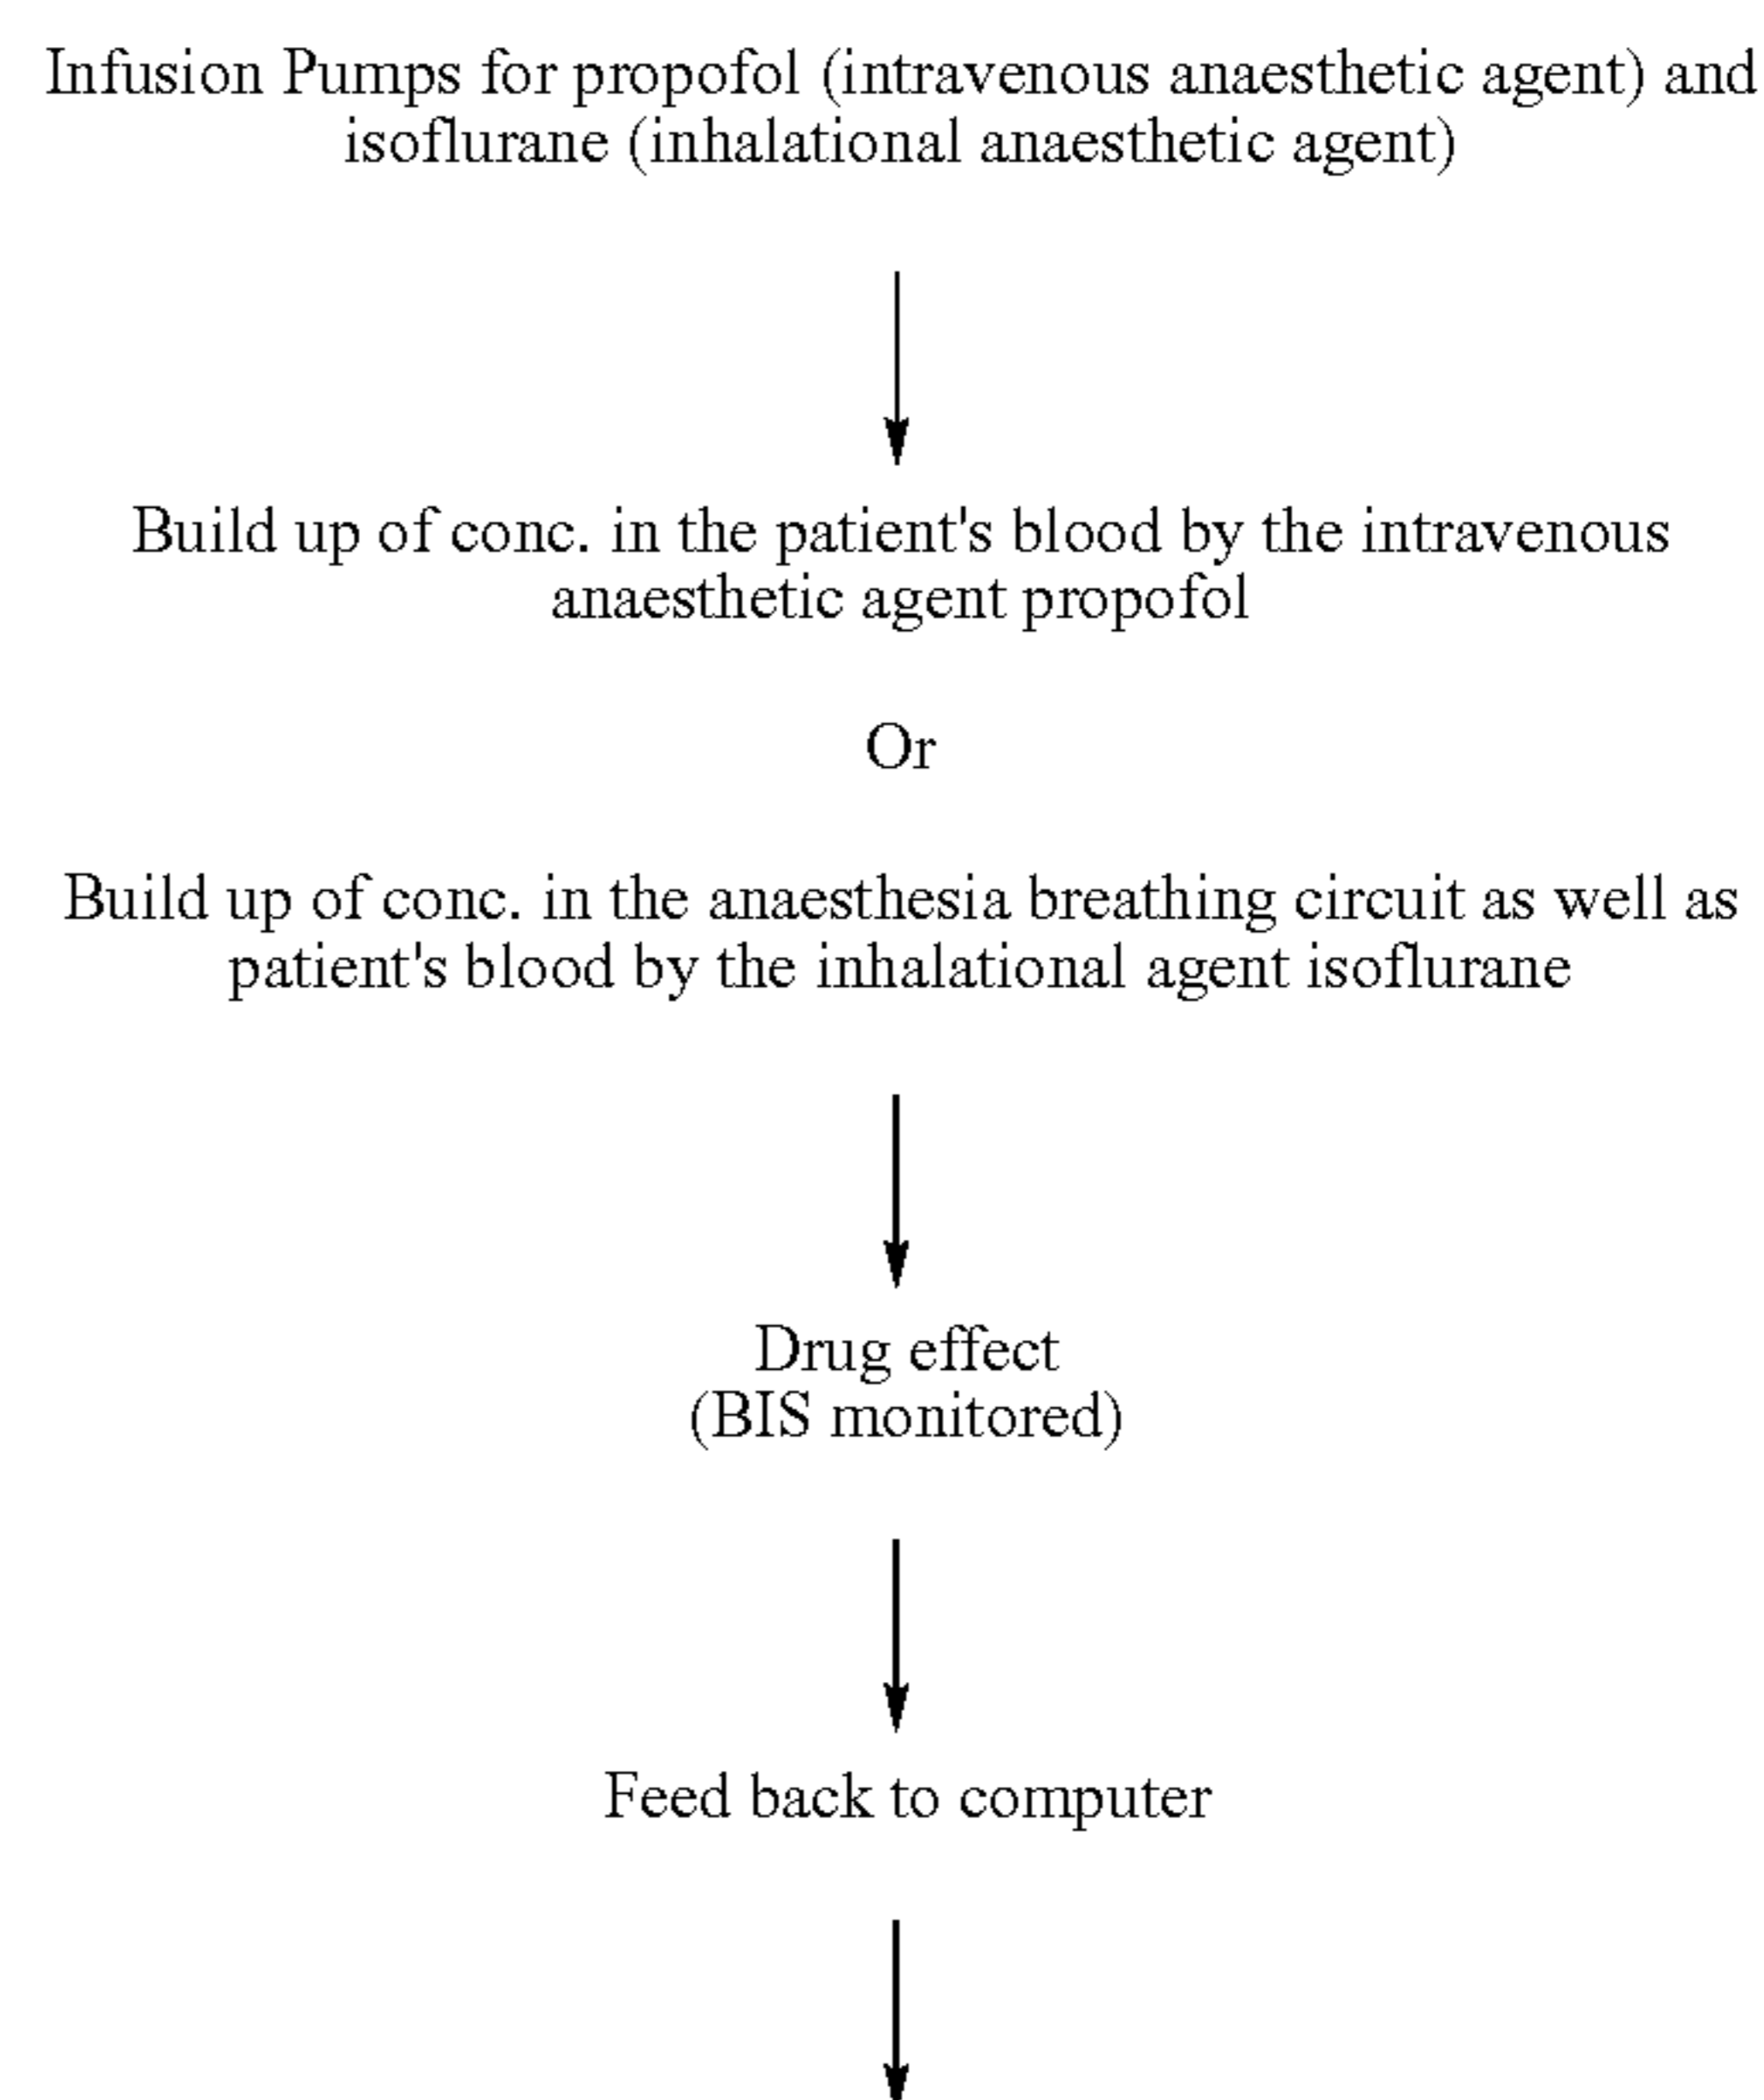 Infusion Pumps for propofol (intravenous anaesthetic agent) and
isoflurane (inhalational anaesthetic agent)
Build up of conc. in the patient's blood by the intravenous
anaesthetic agent propofol
Or
Build up of conc. in the anaesthesia breathing circuit as well as
patient's blood by the inhalational agent isoflurane
Drug effect
(BIS monitored)
Feed back to computer